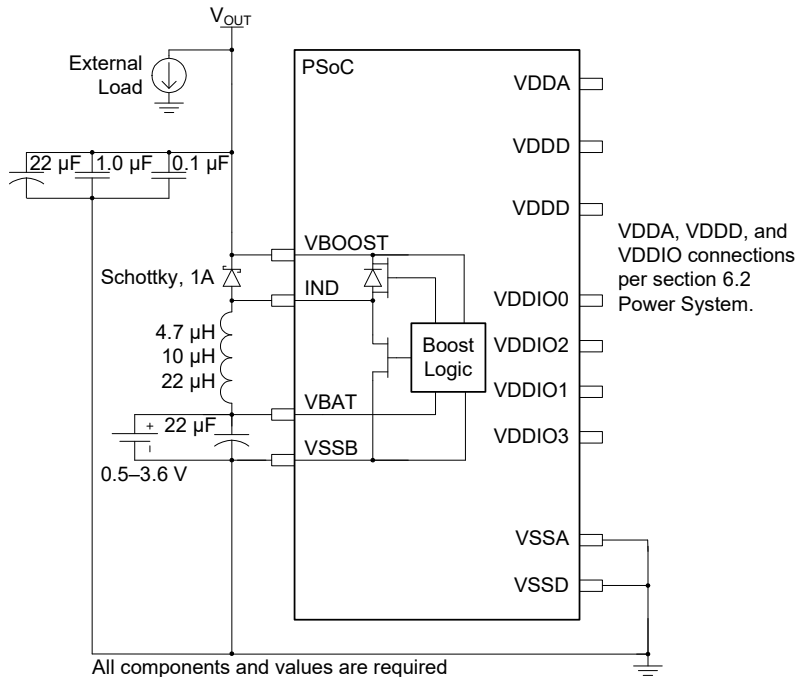 VOUT
External
Load
PSoC
VDDA
VDDD
VDDD
22 µF 1.0 µF 0.1 µF
VDDA, VDDD, and
VDDIO connections
per section 6.2
Power System.
VBOOST
Schottky, 1A
IND
VDDIO0
4.7 µH
10 µH
22 µH
Boost
Logic
VDDIO2
VDDIO1
VBAT
22 µF
+
-
VDDIO3
VSSB
0.5–3.6 V
VSSA
VSSD
All components and values are required